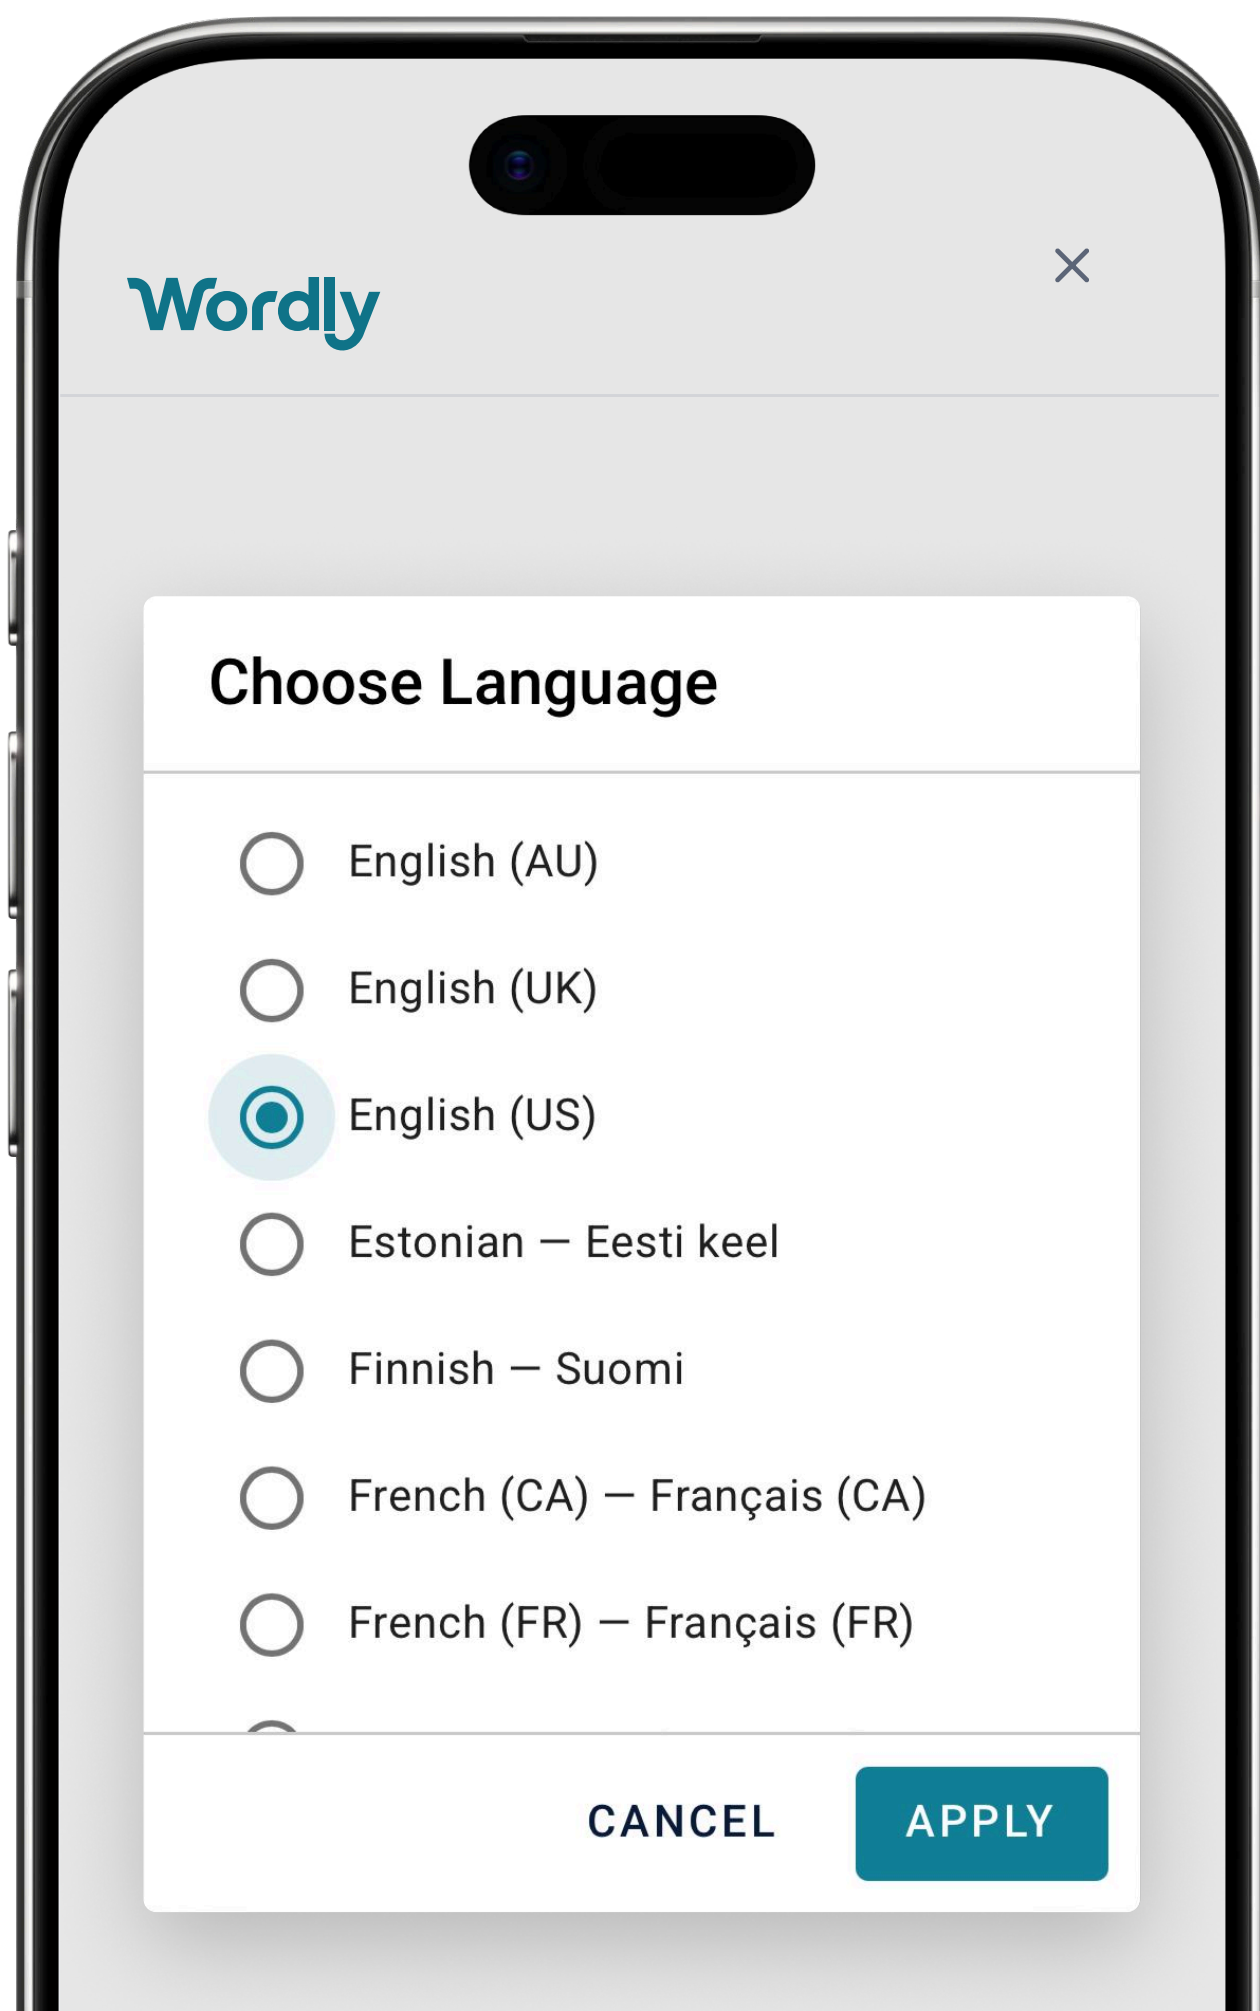 Wordly
Choose Language
English (AU)
English (UK)
English (US)
Estonian — Eesti keel
Finnish — Suomi
French (CA) — Français (CA)
French (FR) — Français (FR)
CANCEL
APPLY